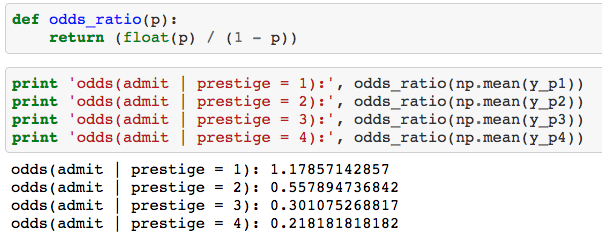 def odds_ratio(p):
    return (float(p) / (1 - p))
print 'odds(admit | prestige = 1):', odds_ratio(np.mean(y_p1))
print 'odds(admit | prestige = 2):', odds_ratio(np.mean(y_p2))
print 'odds(admit | prestige = 3):', odds_ratio(np.mean(y_p3))
print 'odds(admit | prestige = 4):', odds_ratio(np.mean(y_p4))
odds(admit | prestige = 1): 1.17857142857
odds(admit | prestige = 2): 0.557894736842
odds(admit | prestige = 3): 0.301075268817
odds(admit | prestige = 4): 0.218181818182